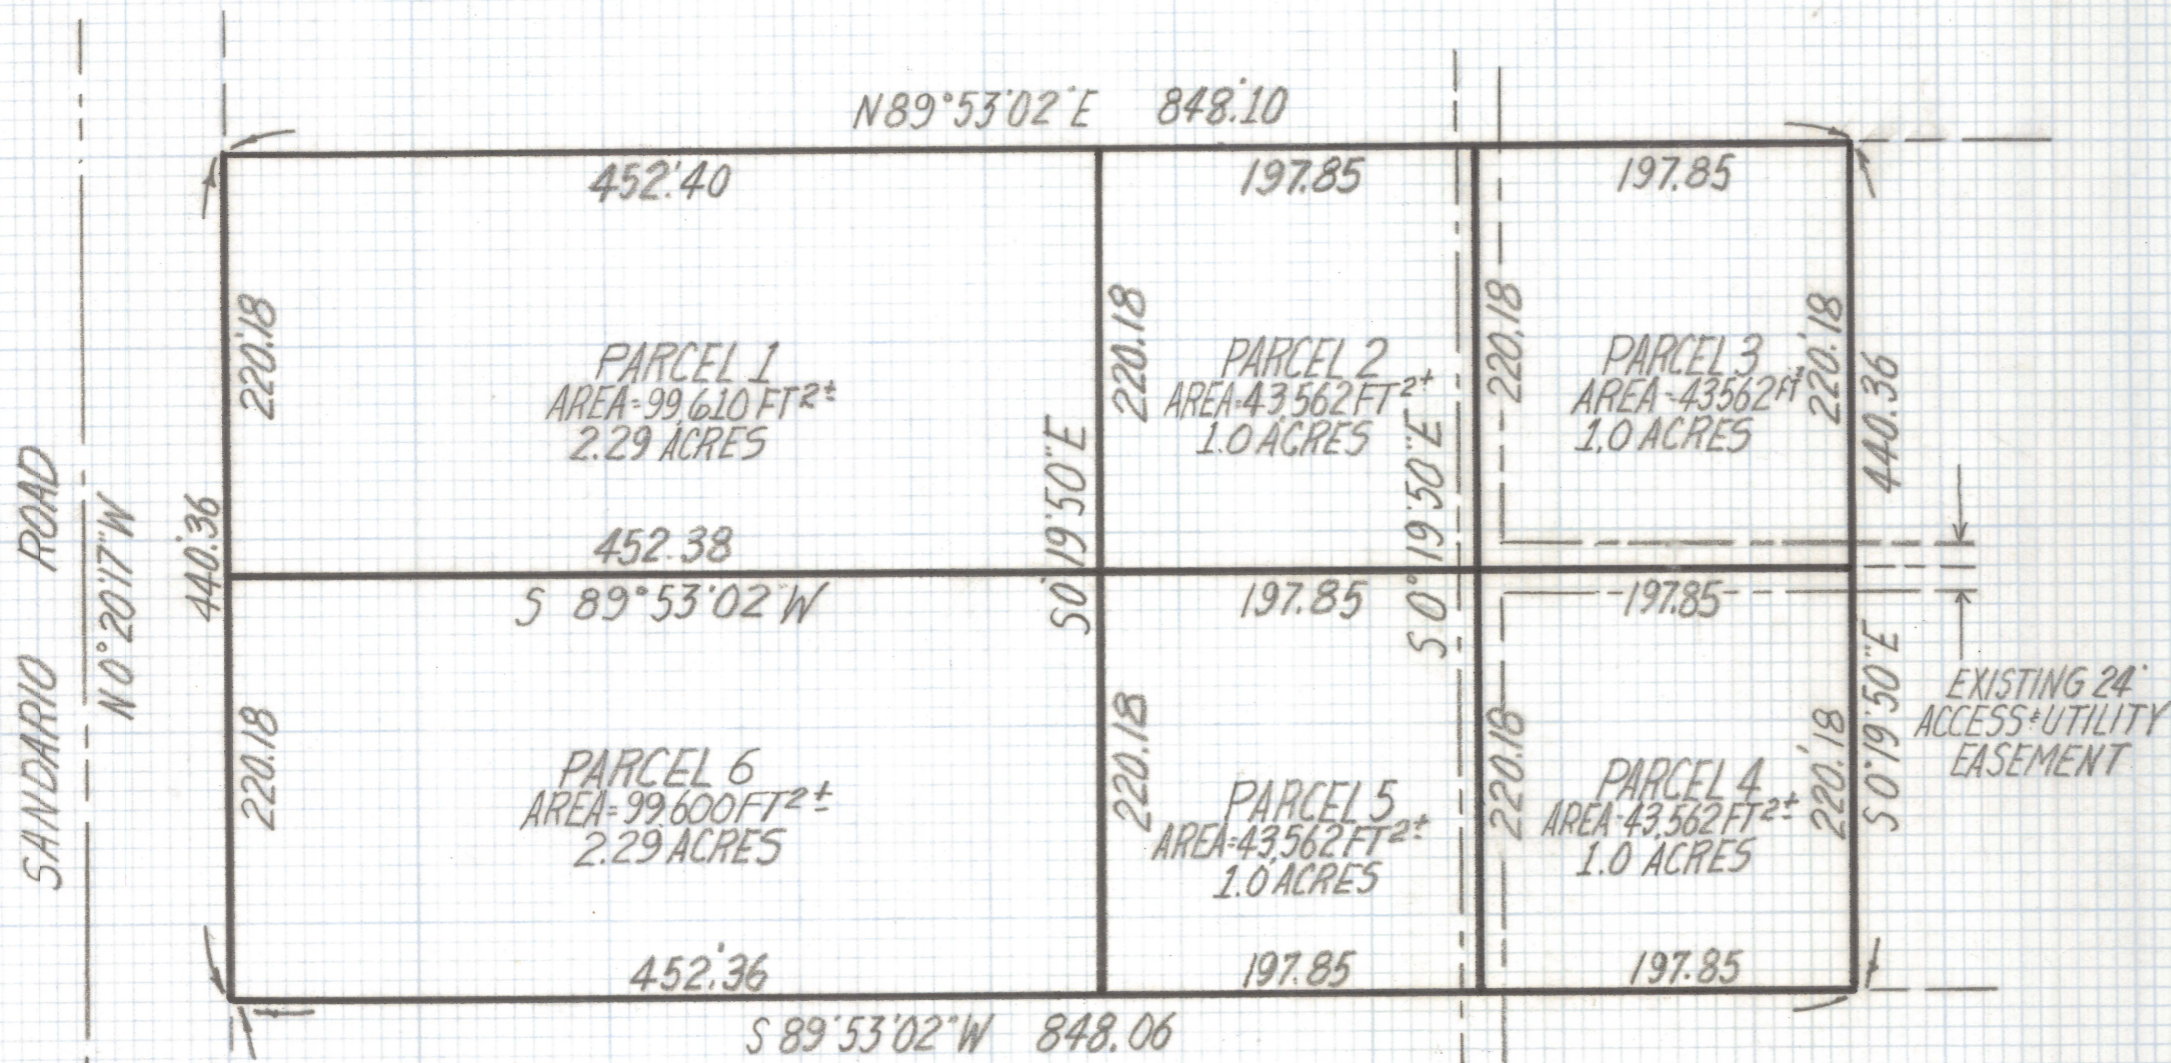 N89°53'02"E 848.10
452.40
197.85
197.85
220.18
220.18
220.18
220.18
PARCEL 1
AREA=99,610 FT²±
2.29 ACRES
PARCEL 2
AREA=43,562 FT²±
1.0 ACRES
PARCEL 3
AREA=43562 FT²
1.0 ACRES
440.36
S0°19'50"E
S0°19'50"E
SANDARIO ROAD
N0°20'17"W
440.36
452.38
S 89°53'02"W
197.85
197.85
S0°19'50"E
EXISTING 24'
ACCESS & UTILITY
EASEMENT
220.18
220.18
220.18
220.18
PARCEL 6
AREA=99,600 FT²±
2.29 ACRES
PARCEL 5
AREA=43,562 FT²±
1.0 ACRES
PARCEL 4
AREA=43,562 FT²±
1.0 ACRES
452.36
197.85
197.85
S89°53'02"W 848.06